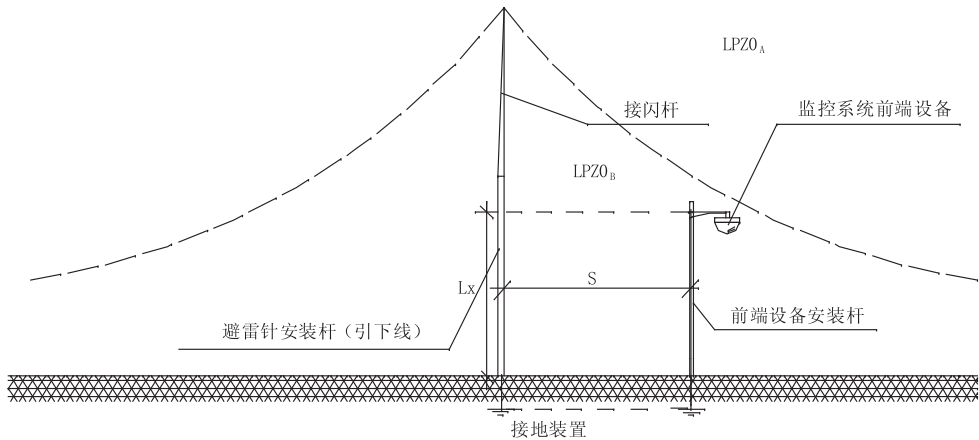 LPZ0A
接闪杆
监控系统前端设备
LPZ0B
Lx
S
避雷针安装杆（引下线）
前端设备安装杆
接地装置